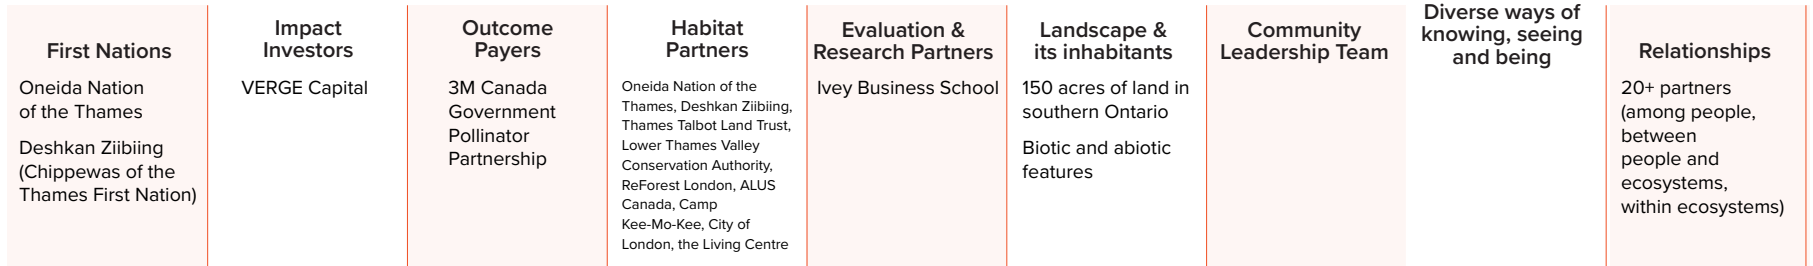 First Nations
Oneida Nation
of the Thames
Deshkan Ziibiing
(Chippewas of the
Thames First Nation)
Impact
Investors
VERGE Capital
Outcome
Payers
3M Canada
Government
Pollinator
Partnership
Habitat
Partners
Oneida Nation of the
Thames, Deshkan Ziibiing,
Thames Talbot Land Trust,
Lower Thames Valley
Conservation Authority,
ReForest London, ALUS
Canada, Camp
Kee-Mo-Kee, City of
London, the Living Centre
Evaluation &
Research Partners
Ivey Business School
Landscape &
its inhabitants
150 acres of land in
southern Ontario
Biotic and abiotic
features
Community
Leadership Team
Diverse ways of
knowing, seeing
and being
Relationships
20+ partners
(among people,
between
people and
ecosystems,
within ecosystems)